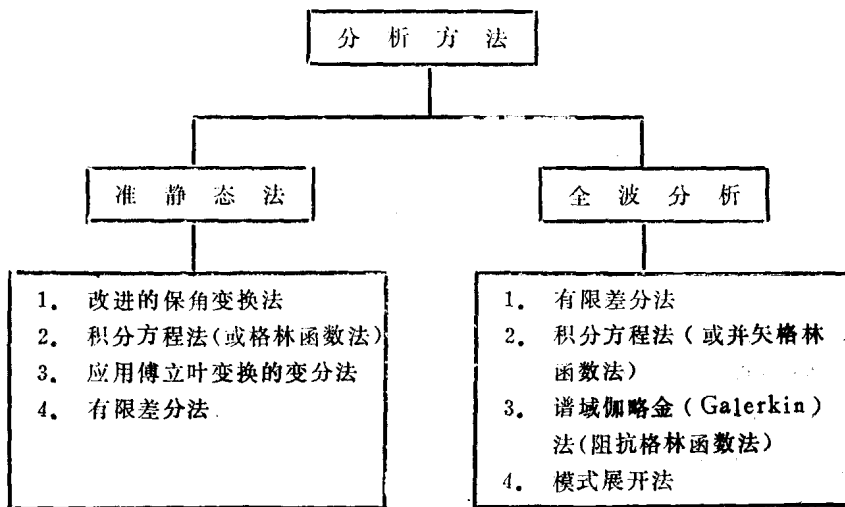 分析方法
准静态法
全波分析
1. 改进的保角变换法
2. 积分方程法(或格林函数法)
3. 应用傅立叶变换的变分法
4. 有限差分法
1. 有限差分法
2. 积分方程法(或并矢格林
函数法)
3. 谱域伽略金(Galerkin)
法(阻抗格林函数法)
4. 模式展开法